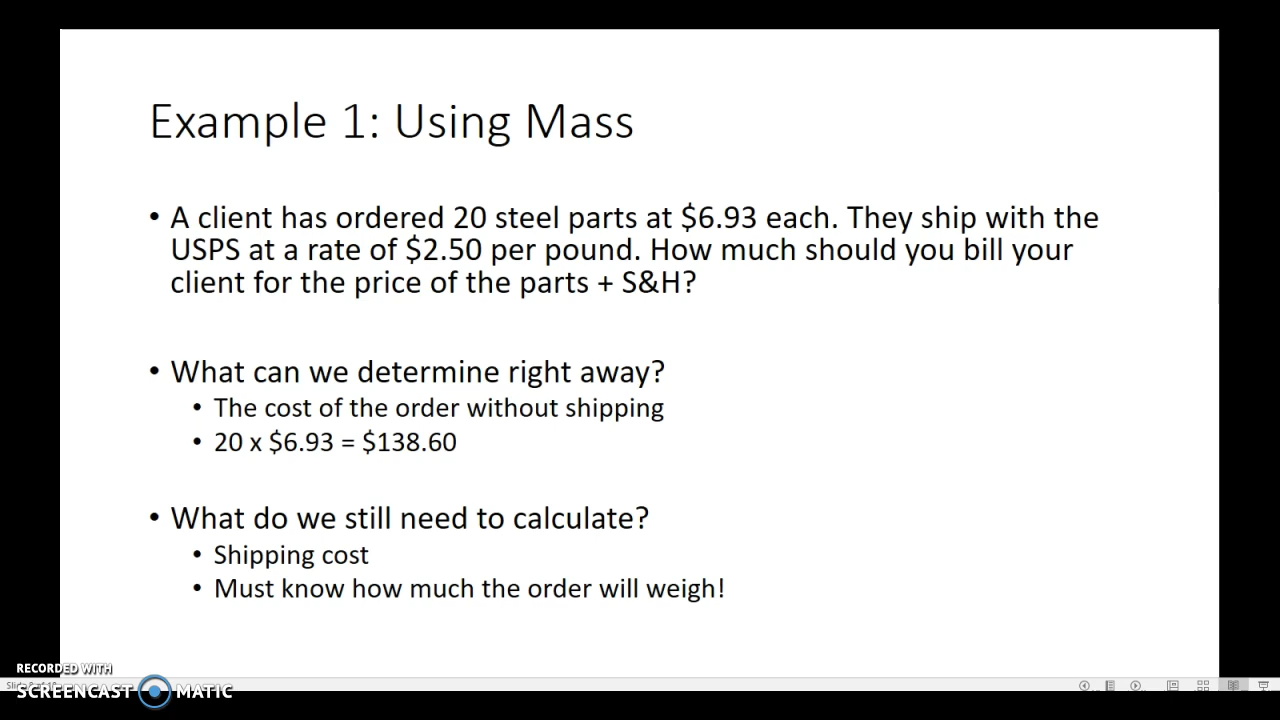 Example 1: Using Mass
• A client has ordered 20 steel parts at $6.93 each. They ship with the
USPS at a rate of $2.50 per pound. How much should you bill your
client for the price of the parts + S&H?
• What can we determine right away?
• The cost of the order without shipping
• 20 x $6.93 = $138.60
• What do we still need to calculate?
• Shipping cost
• Must know how much the order will weigh!
RECORDED WITH
SCREENCAST MATIC